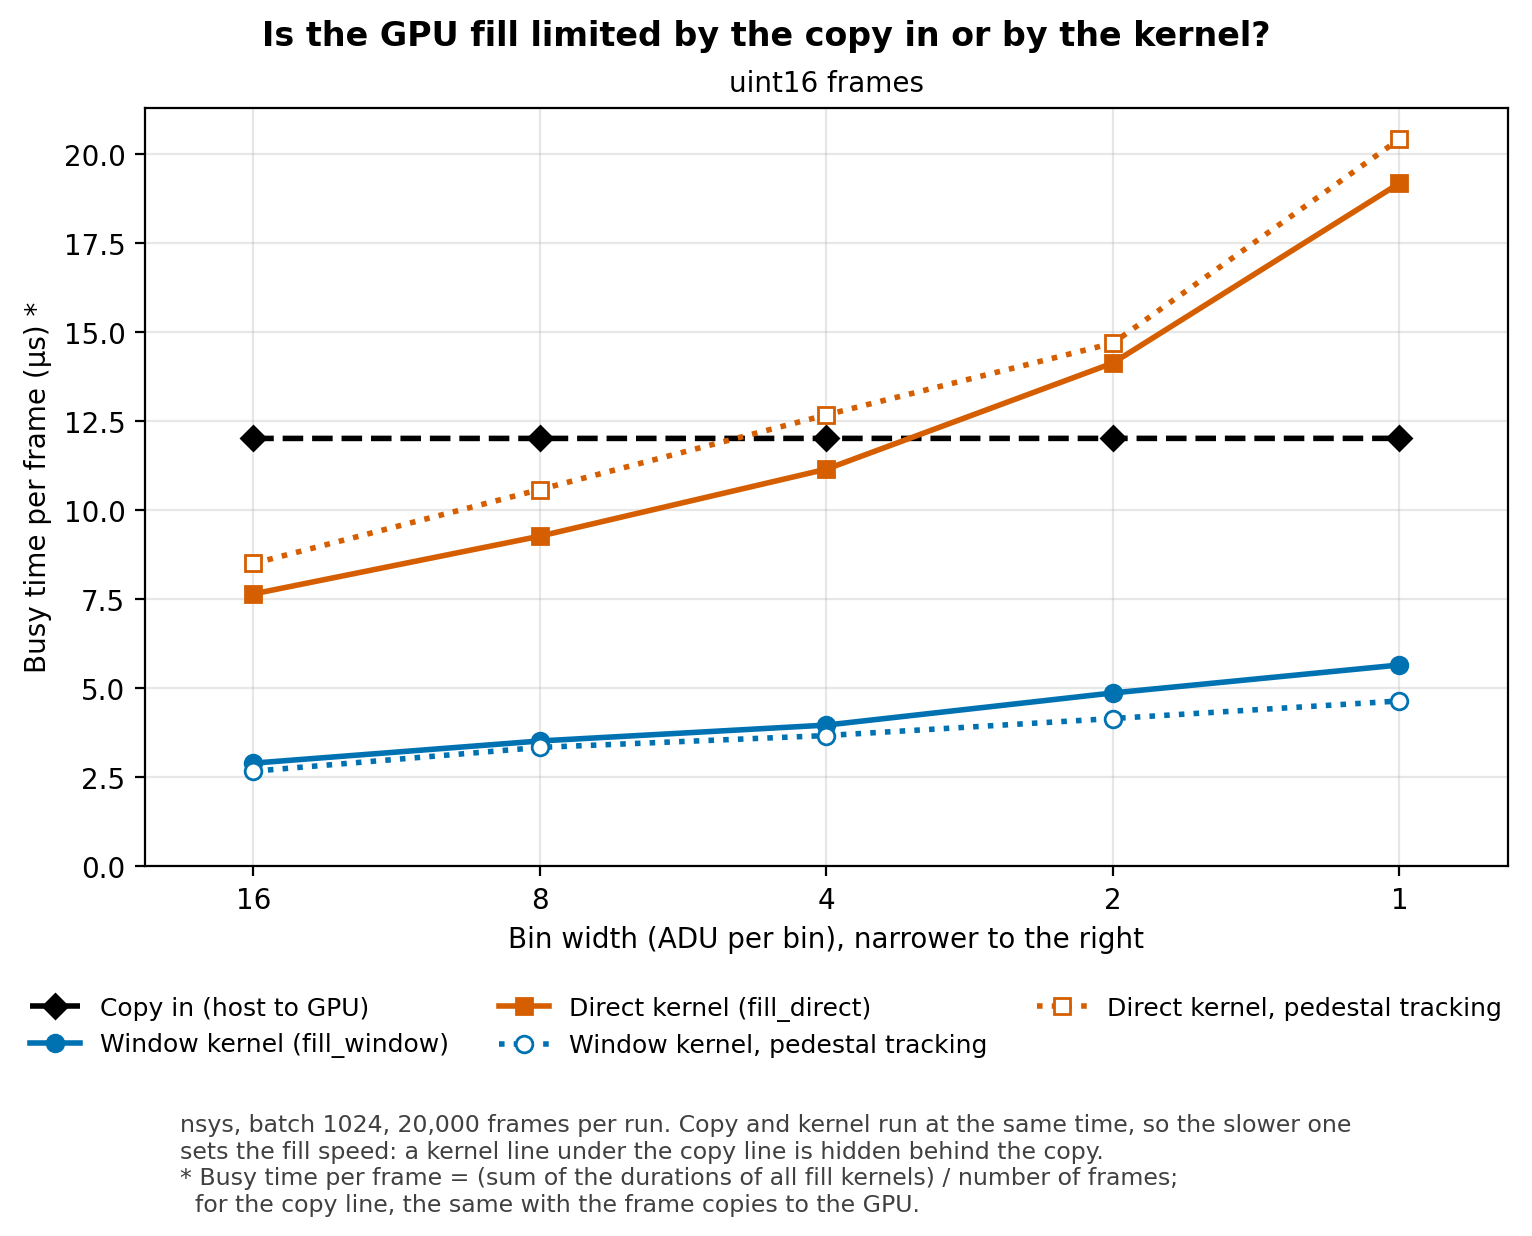 Is the GPU fill limited by the copy in or by the kernel?
uint16 frames
Busy time per frame (µs) *
20.0
17.5
15.0
12.5
10.0
7.5
5.0
2.5
0.0
16 8 4 2 1
Bin width (ADU per bin), narrower to the right
Copy in (host to GPU)
Window kernel (fill_window)
Direct kernel (fill_direct)
Window kernel, pedestal tracking
Direct kernel, pedestal tracking
nsys, batch 1024, 20,000 frames per run. Copy and kernel run at the same time, so the slower one
sets the fill speed: a kernel line under the copy line is hidden behind the copy.
* Busy time per frame = (sum of the durations of all fill kernels) / number of frames;
for the copy line, the same with the frame copies to the GPU.